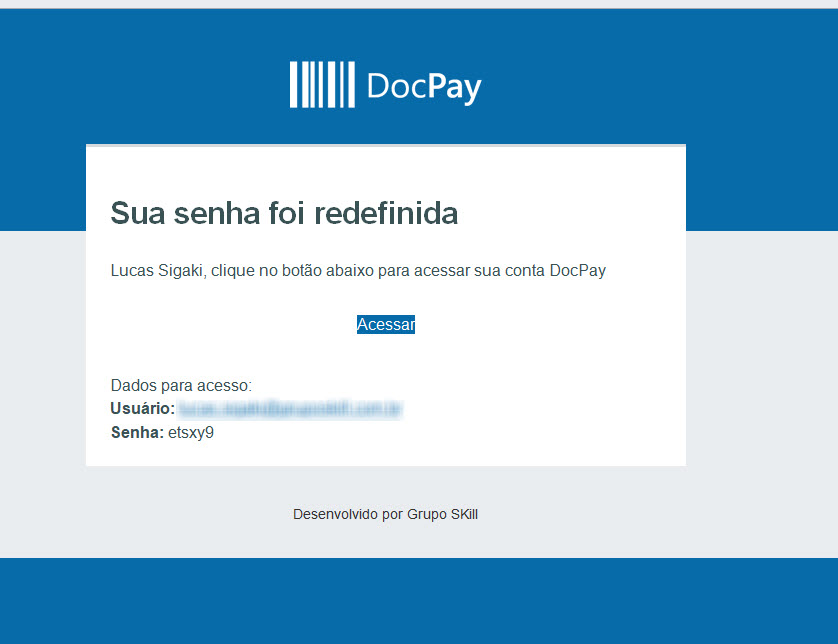 DocPay
Sua senha foi redefinida
Lucas Sigaki, clique no botão abaixo para acessar sua conta DocPay
Acessar
Dados para acesso:
Usuário:
Senha: etsxy9
Desenvolvido por Grupo SKill